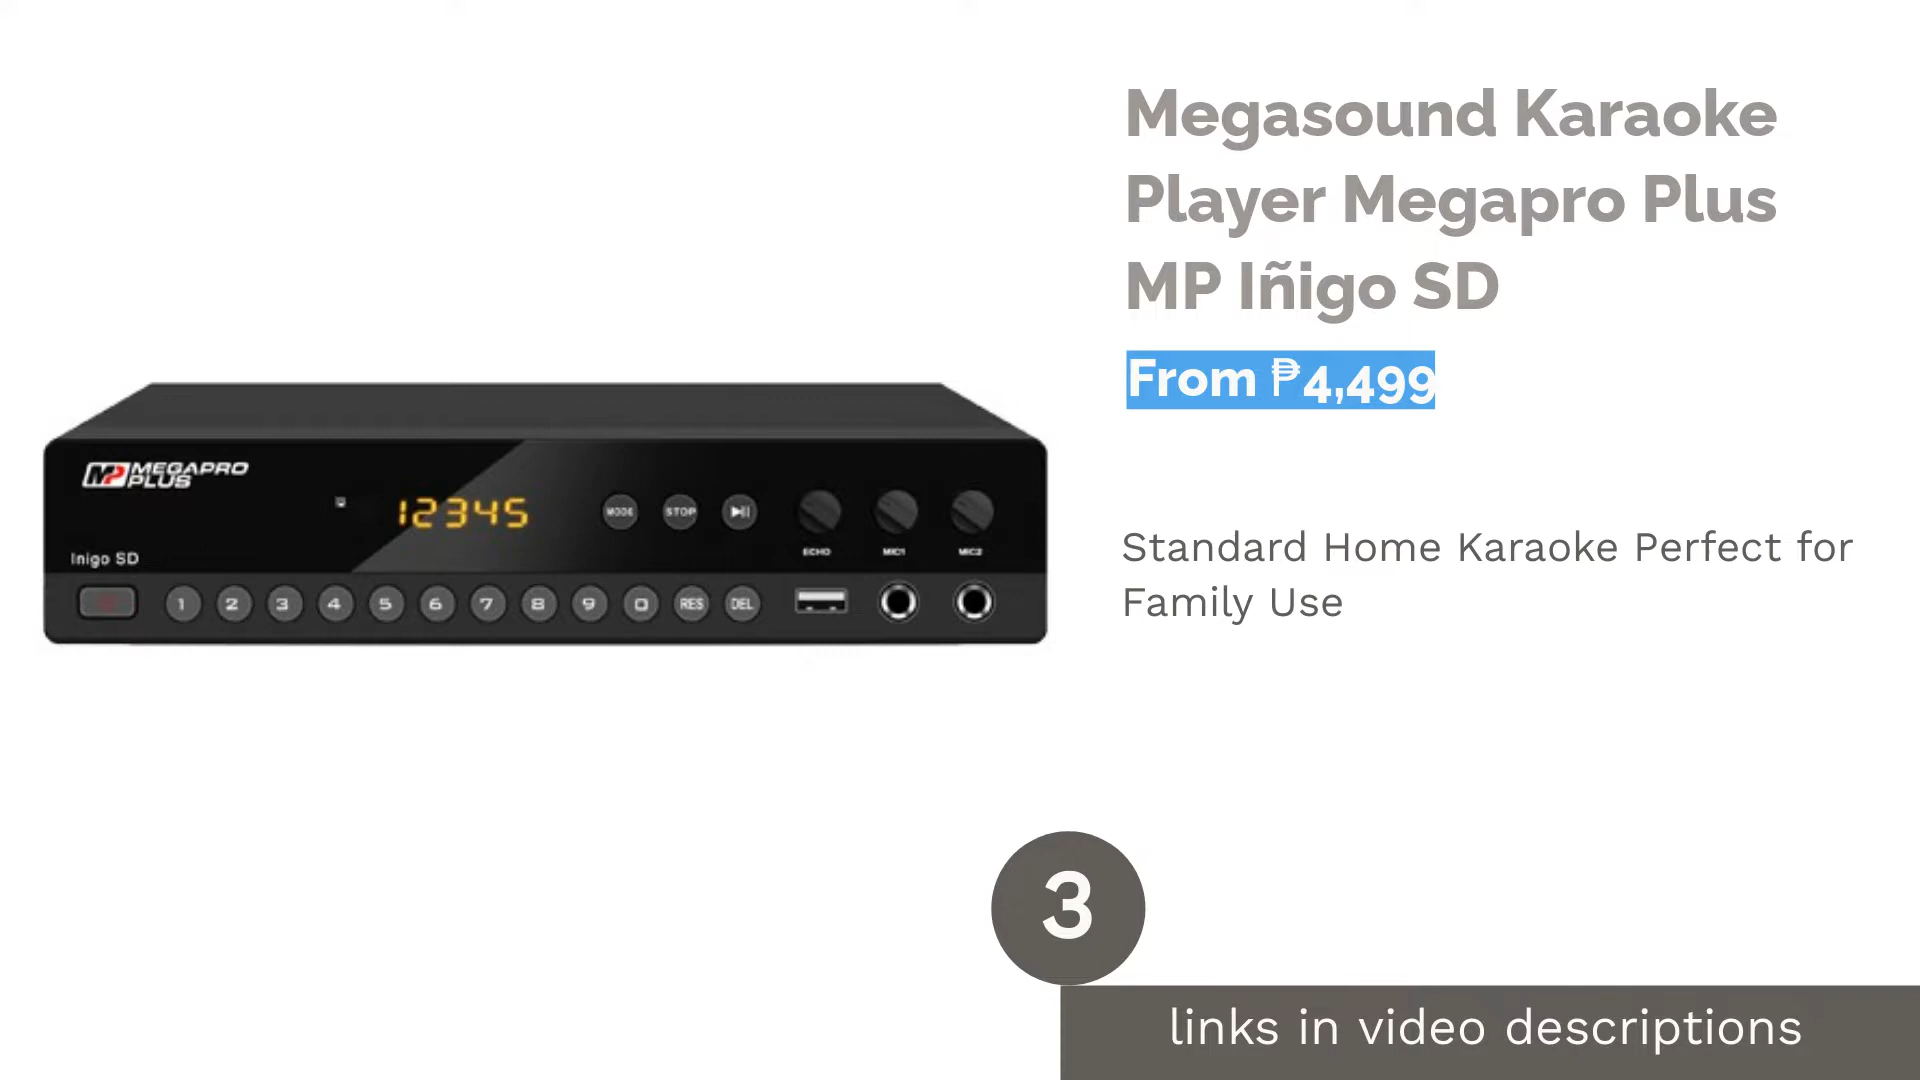 Megasound Karaoke
Player Megapro Plus
MP Iñigo SD
From ₱4,499
MP MEGAPRO
PLUS
12345
MODE STOP
ECHO MIC1 MIC2
Inigo SD
1 2 3 4 5 6 7 8 9 0 RES DEL
Standard Home Karaoke Perfect for
Family Use
3
links in video descriptions